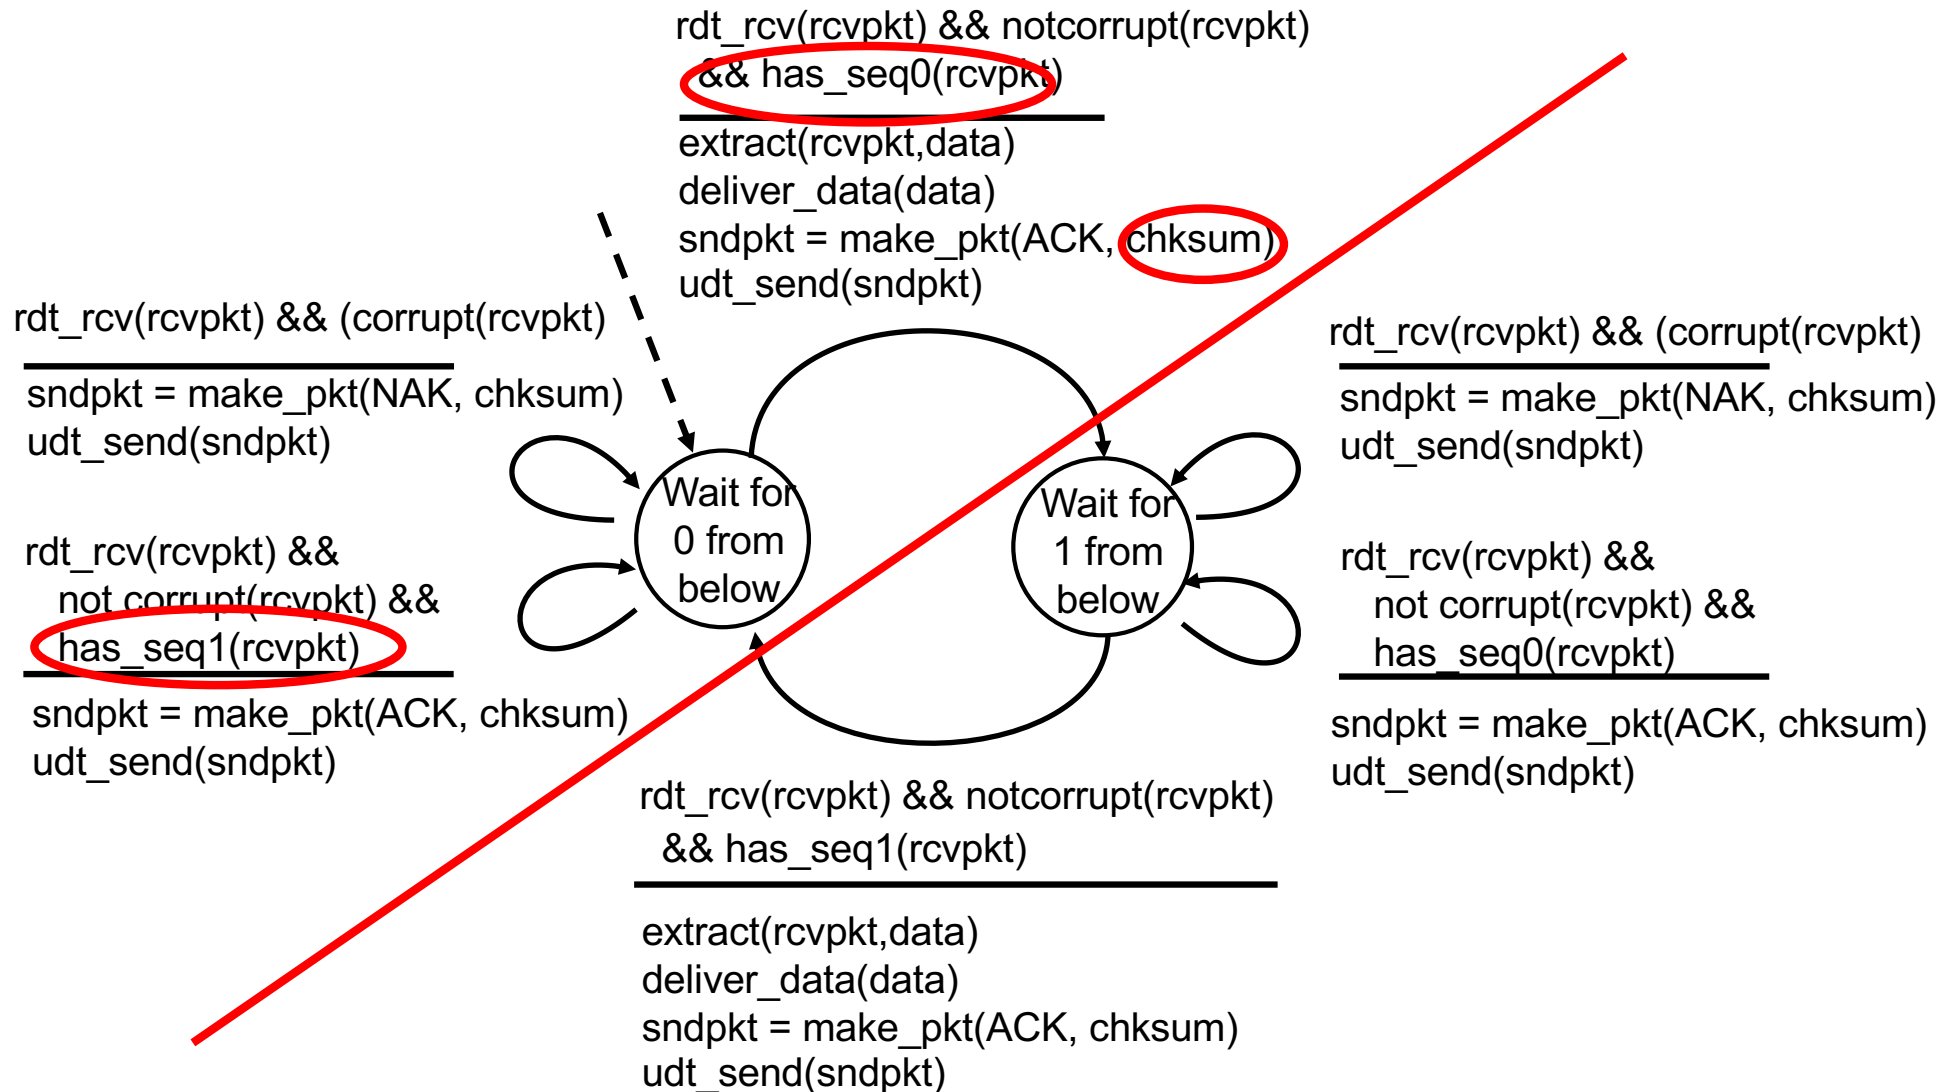 rdt_rcv(rcvpkt) && notcorrupt(rcvpkt)
&& has_seq0(rcvpkt)
extract(rcvpkt,data)
deliver_data(data)
sndpkt = make_pkt(ACK, chksum)
udt_send(sndpkt)
rdt_rcv(rcvpkt) && (corrupt(rcvpkt)
sndpkt = make_pkt(NAK, chksum)
udt_send(sndpkt)
rdt_rcv(rcvpkt) &&
not corrupt(rcvpkt) &&
has_seq1(rcvpkt)
sndpkt = make_pkt(ACK, chksum)
udt_send(sndpkt)
Wait for
0 from
below
Wait for
1 from
below
rdt_rcv(rcvpkt) && (corrupt(rcvpkt)
sndpkt = make_pkt(NAK, chksum)
udt_send(sndpkt)
rdt_rcv(rcvpkt) &&
not corrupt(rcvpkt) &&
has_seq0(rcvpkt)
sndpkt = make_pkt(ACK, chksum)
udt_send(sndpkt)
rdt_rcv(rcvpkt) && notcorrupt(rcvpkt)
&& has_seq1(rcvpkt)
extract(rcvpkt,data)
deliver_data(data)
sndpkt = make_pkt(ACK, chksum)
udt_send(sndpkt)